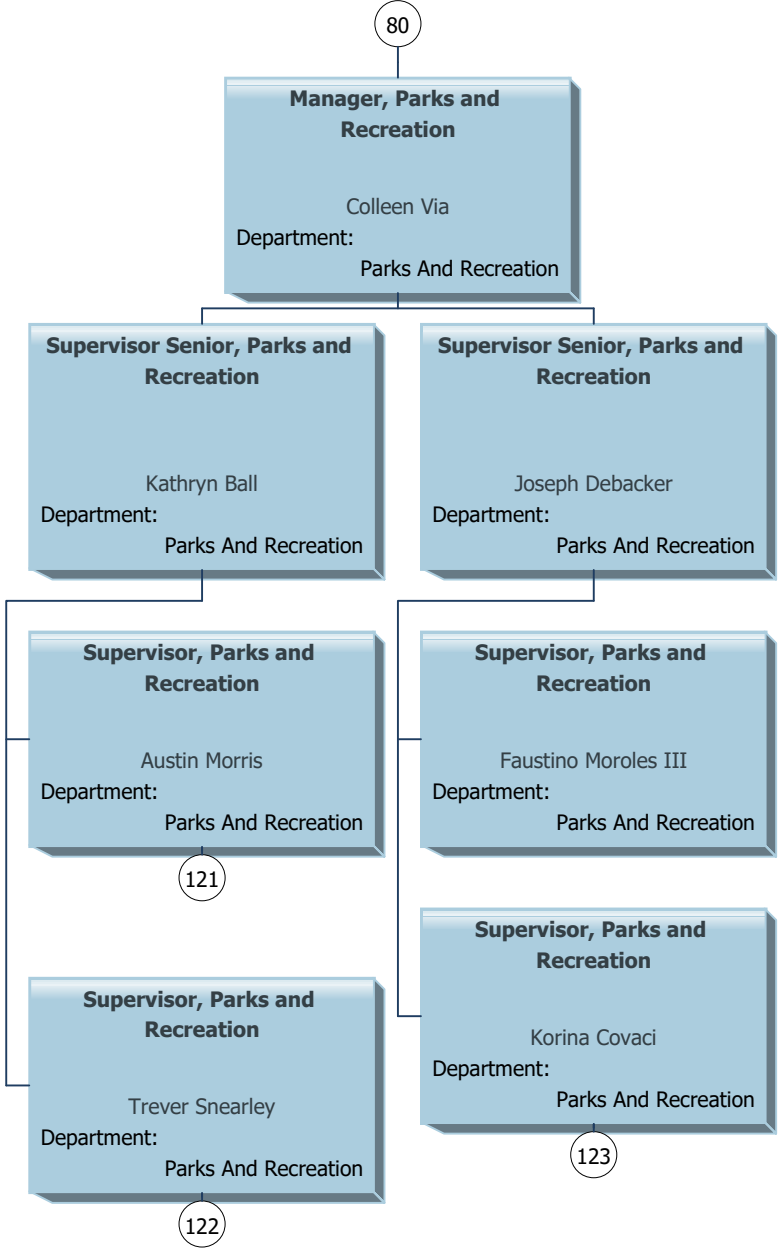 80
Manager, Parks and
Recreation
Colleen Via
Department:
Parks And Recreation
Supervisor Senior, Parks and
Recreation
Kathryn Ball
Department:
Parks And Recreation
Supervisor Senior, Parks and
Recreation
Joseph Debacker
Department:
Parks And Recreation
Supervisor, Parks and
Recreation
Austin Morris
Department:
Parks And Recreation
121
Supervisor, Parks and
Recreation
Faustino Moroles III
Department:
Parks And Recreation
Supervisor, Parks and
Recreation
Trever Snearley
Department:
Parks And Recreation
122
Supervisor, Parks and
Recreation
Korina Covaci
Department:
Parks And Recreation
123